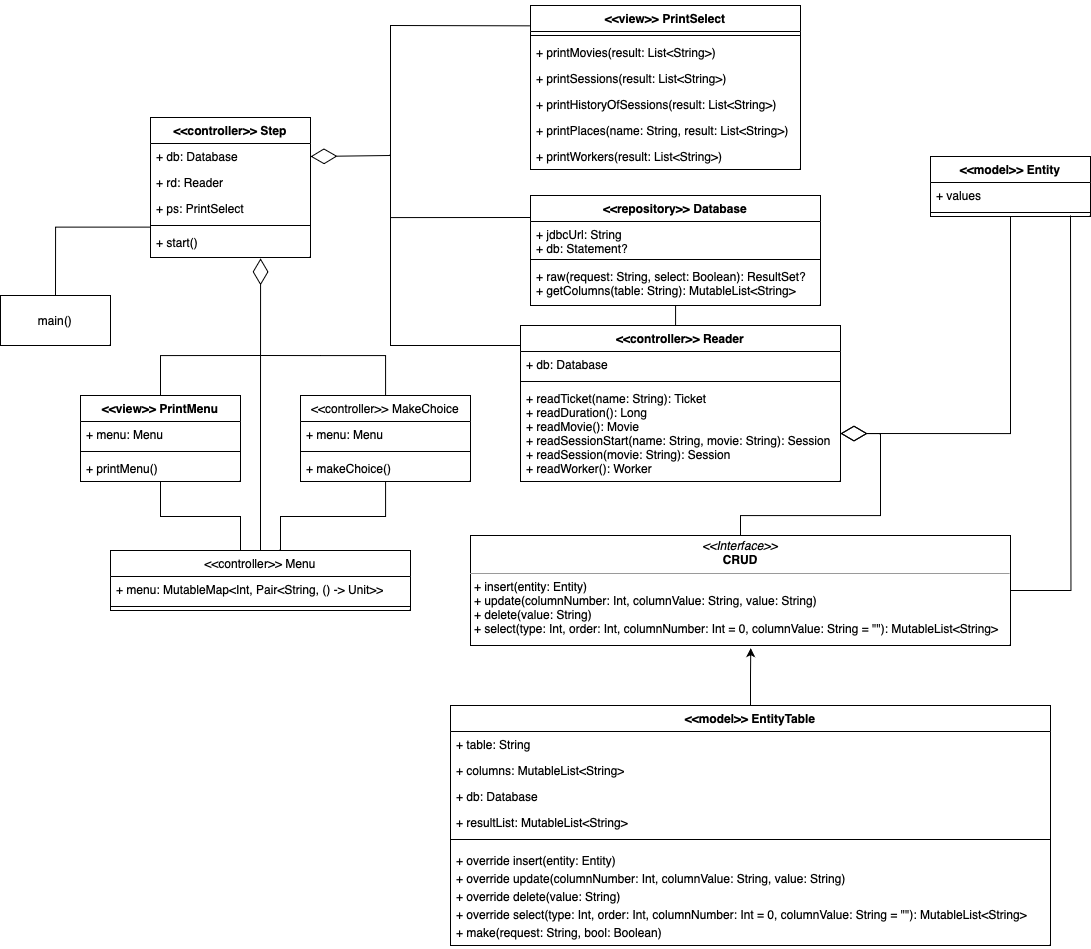 <<view>> PrintSelect
+ printMovies(result: List<String>)
+ printSessions(result: List<String>)
+ printHistoryOfSessions(result: List<String>)
+ printPlaces(name: String, result: List<String>)
+ printWorkers(result: List<String>)
<<controller>> Step
+ db: Database
+ rd: Reader
+ ps: PrintSelect
+ start()
<<model>> Entity
+ values
<<repository>> Database
+ jdbcUrl: String
+ db: Statement?
+ raw(request: String, select: Boolean): ResultSet?
+ getColumns(table: String): MutableList<String>
main()
<<controller>> Reader
+ db: Database
+ readTicket(name: String): Ticket
+ readDuration(): Long
+ readMovie(): Movie
+ readSessionStart(name: String, movie: String): Session
+ readSession(movie: String): Session
+ readWorker(): Worker
<<view>> PrintMenu
+ menu: Menu
+ printMenu()
<<controller>> MakeChoice
+ menu: Menu
+ makeChoice()
<<controller>> Menu
+ menu: MutableMap<Int, Pair<String, () -> Unit>>
<<Interface>>
CRUD
+ insert(entity: Entity)
+ update(columnNumber: Int, columnValue: String, value: String)
+ delete(value: String)
+ select(type: Int, order: Int, columnNumber: Int = 0, columnValue: String = ""): MutableList<String>
<<model>> EntityTable
+ table: String
+ columns: MutableList<String>
+ db: Database
+ resultList: MutableList<String>
+ override insert(entity: Entity)
+ override update(columnNumber: Int, columnValue: String, value: String)
+ override delete(value: String)
+ override select(type: Int, order: Int, columnNumber: Int = 0, columnValue: String = ""): MutableList<String>
+ make(request: String, bool: Boolean)